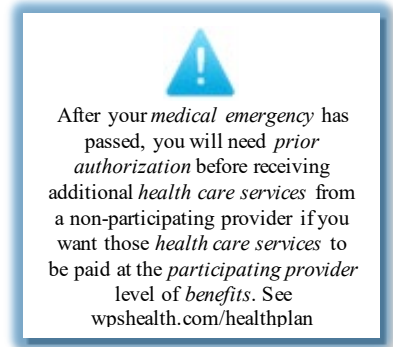 After your medical emergency has
passed, you will need prior
authorization before receiving
additional health care services from
a non-participating provider if you
want those health care services to
be paid at the participating provider
level of benefits. See
wpshealth.com/healthplan